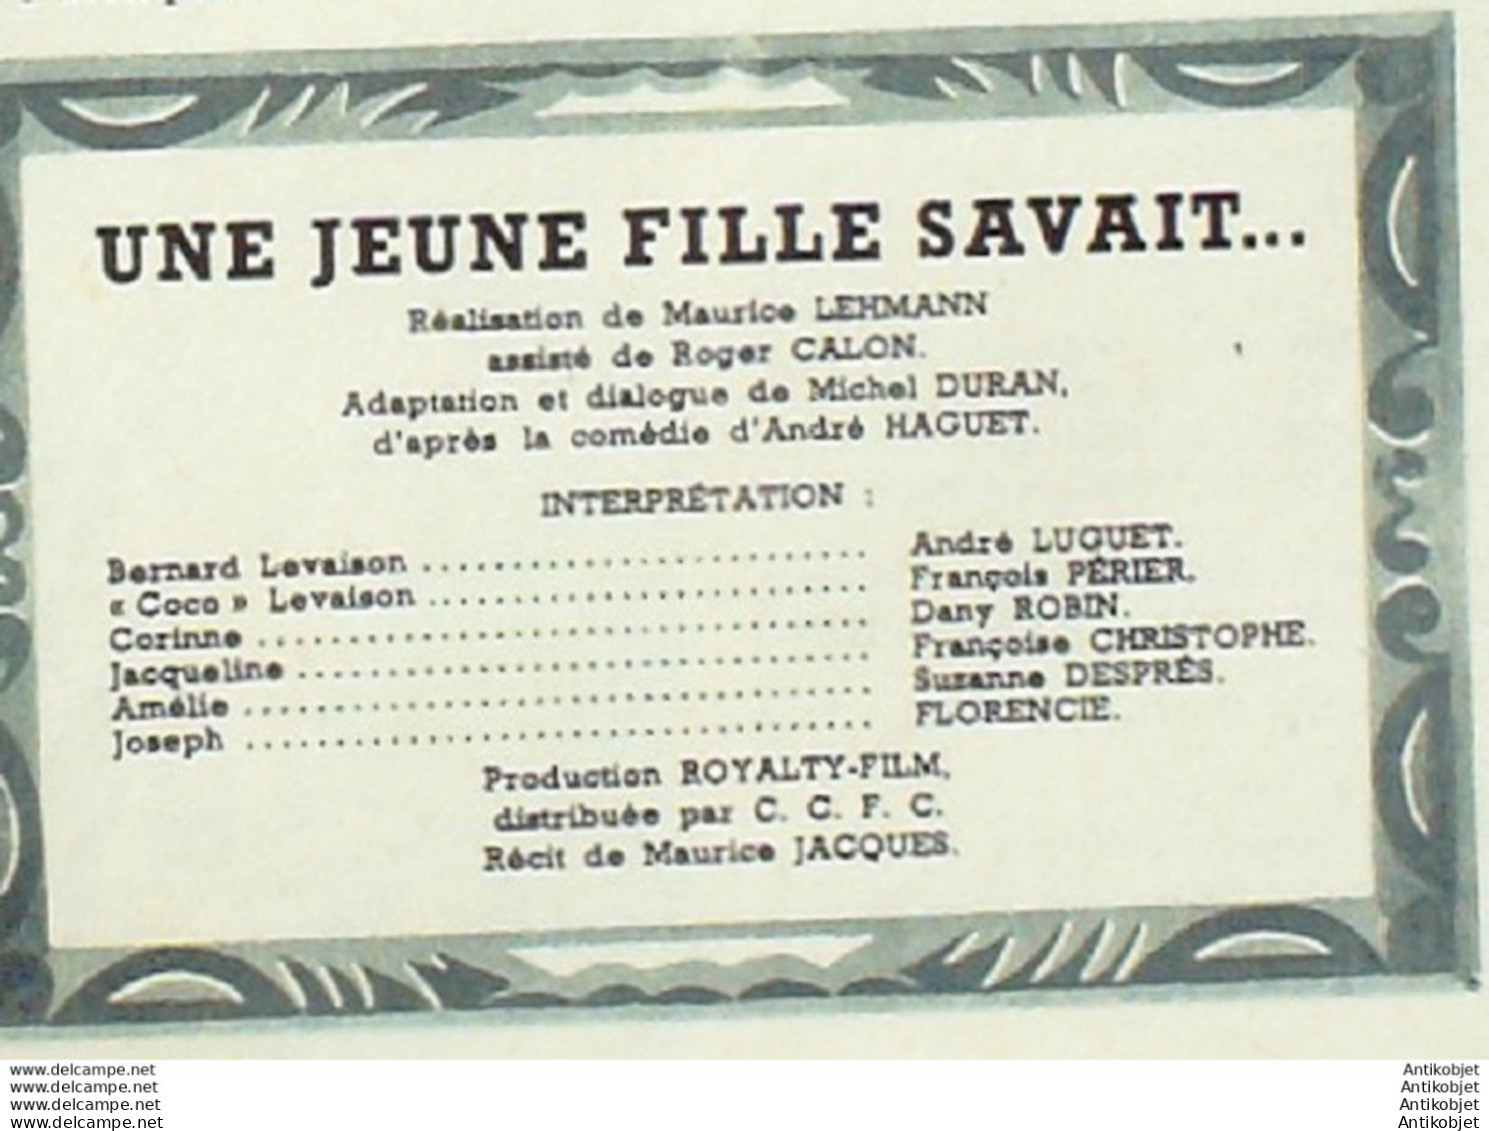 UNE JEUNE FILLE SAVAIT...
Réalisation de Maurice LEHMANN
assisté de Roger CALON.
Adaptation et dialogue de Michel DURAN,
d'après la comédie d'André HAGUET.
INTERPRÉTATION :
Bernard Levaison .......................... André LUGUET.
« Coco » Levaison .......................... François PÉRIER.
Corinne .......................... Dany ROBIN.
Jacqueline .......................... Françoise CHRISTOPHE.
Amélie .......................... Suzanne DESPRÉS.
Joseph .......................... FLORENCIE.
Production ROYALTY-FILM,
distribuée par C. C. F. C.
Récit de Maurice JACQUES.
www.delcampe.net Antikobjet
www.delcampe.net Antikobjet
www.delcampe.net Antikobjet
www.delcampe.net Antikobjet